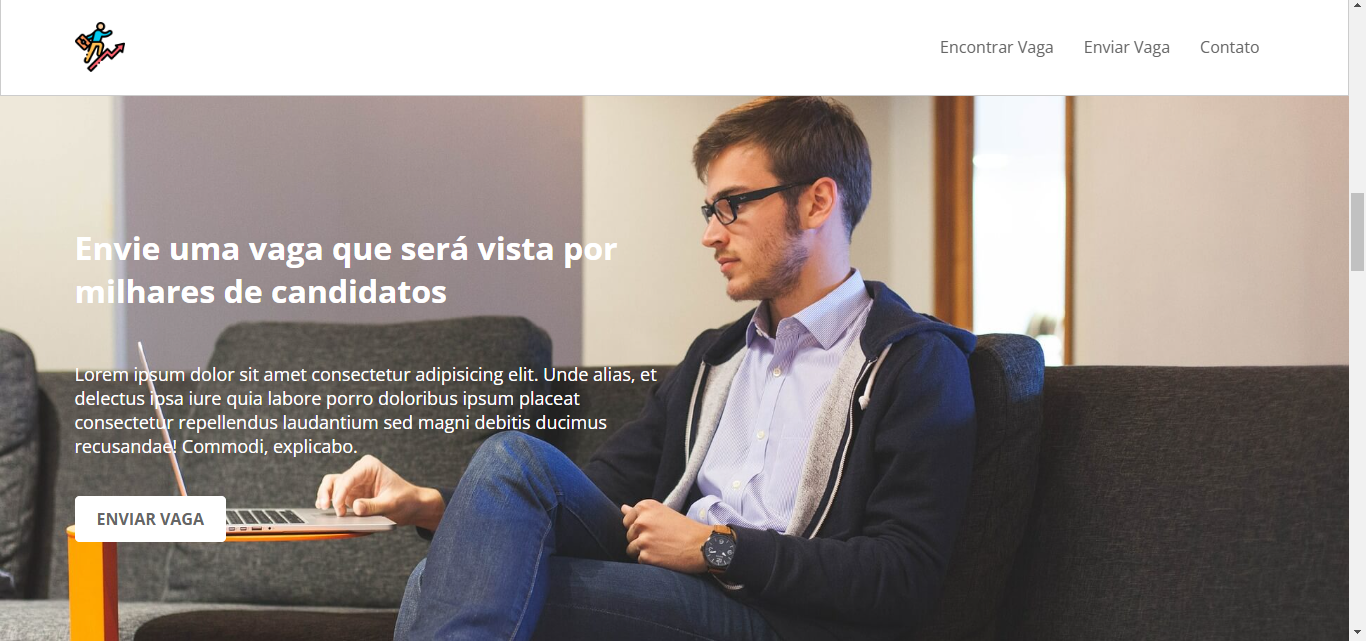 Encontrar Vaga
Enviar Vaga
Contato
Envie uma vaga que será vista por
milhares de candidatos
Lorem ipsum dolor sit amet consectetur adipisicing elit. Unde alias, et
delectus ipsa iure quia labore porro doloribus ipsum placeat
consectetur repellendus laudantium sed magni debitis ducimus
recusandae! Commodi, explicabo.
ENVIAR VAGA